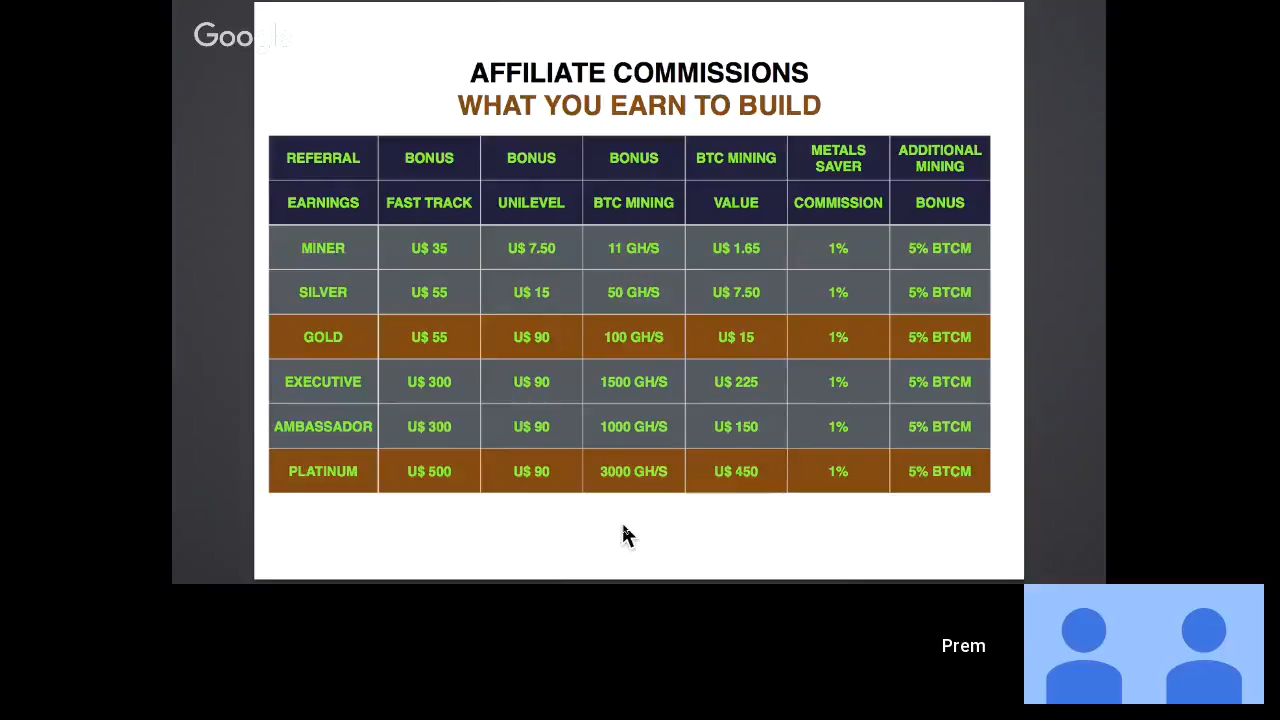 Google
AFFILIATE COMMISSIONS
WHAT YOU EARN TO BUILD
REFERRAL BONUS BONUS BONUS BTC MINING METALS SAVER ADDITIONAL MINING
EARNINGS FAST TRACK UNILEVEL BTC MINING VALUE COMMISSION BONUS
MINER U$ 35 U$ 7.50 11 GH/S U$ 1.65 1% 5% BTCM
SILVER U$ 55 U$ 15 50 GH/S U$ 7.50 1% 5% BTCM
GOLD U$ 55 U$ 90 100 GH/S U$ 15 1% 5% BTCM
EXECUTIVE U$ 300 U$ 90 1500 GH/S U$ 225 1% 5% BTCM
AMBASSADOR U$ 300 U$ 90 1000 GH/S U$ 150 1% 5% BTCM
PLATINUM U$ 500 U$ 90 3000 GH/S U$ 450 1% 5% BTCM
Prem